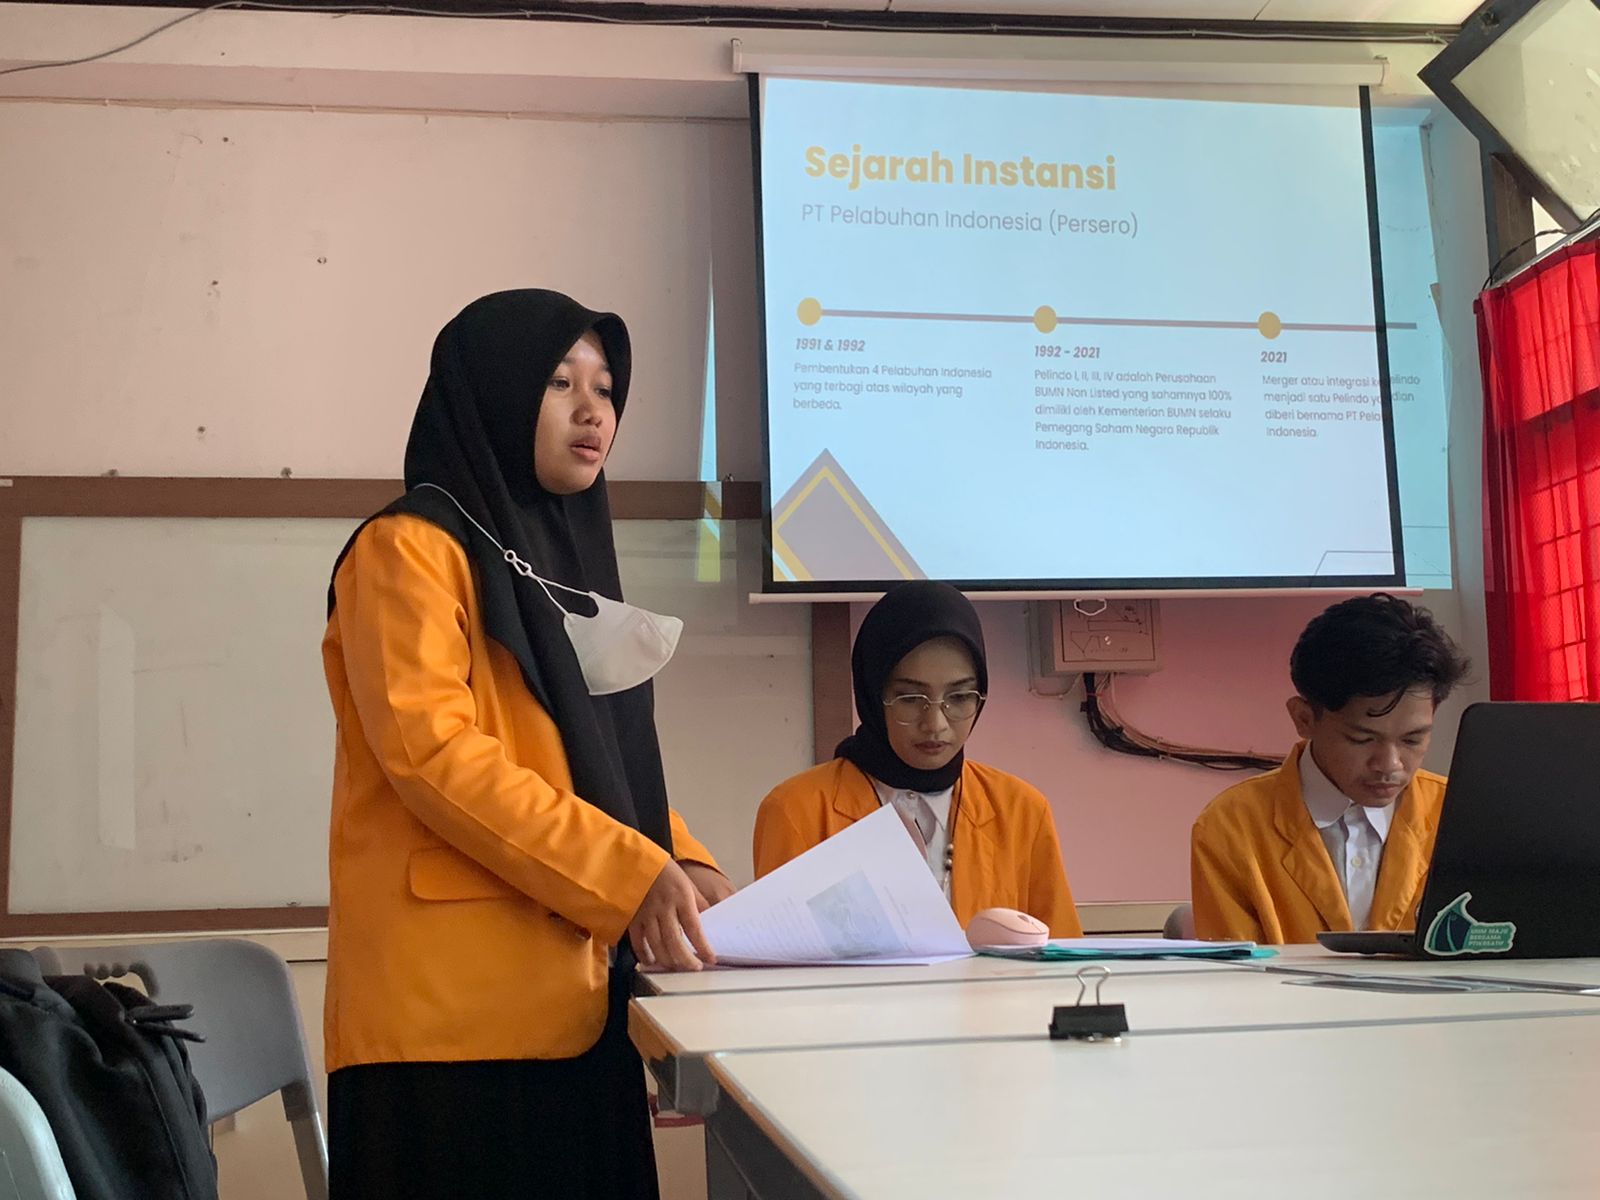 Sejarah Instansi
PT Pelabuhan Indonesia (Persero)
1991 & 1992
Pembentukan 4 Pelabuhan Indonesia
yang terbagi atas wilayah yang
berbeda.
1992 - 2021
Pelindo I, II, III, IV adalah Perusahaan
BUMN Non Listed yang sahamnya 100%
dimiliki oleh Kementerian BUMN selaku
Pemegang Saham Negara Republik
Indonesia.
2021
Merger atau integrasi
menjadi satu Pelindo
diberi bernama PT
Indonesia.
BERSAMA